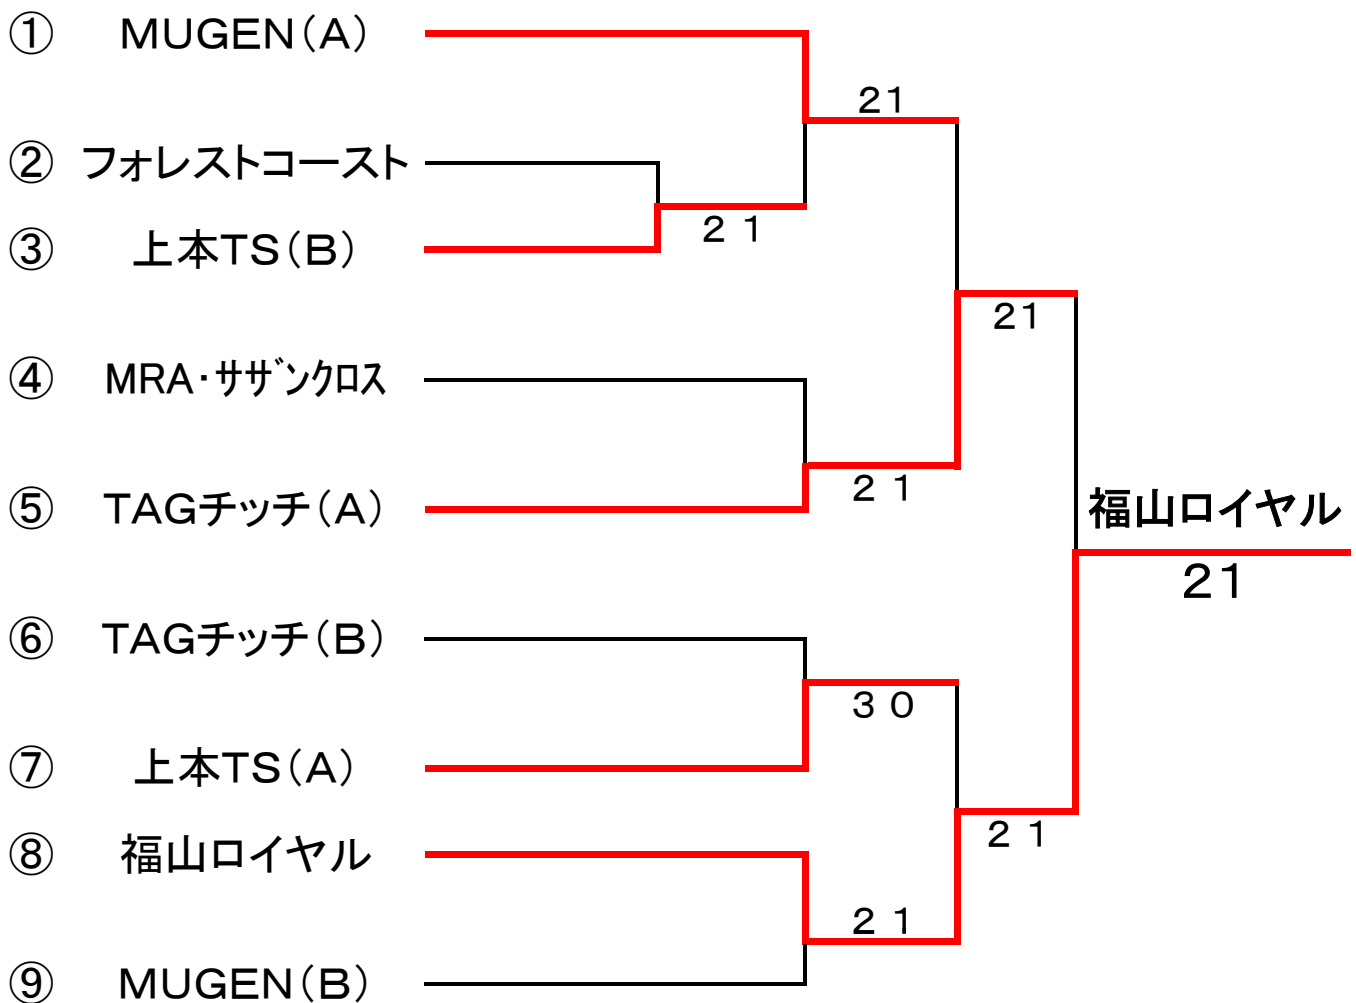 ① MUGEN(A)
21
② フォレストコースト
21
③ 上本TS(B)
21
④ MRA・サザンクロス
21
⑤ TAGチッチ(A)
福山ロイヤル
21
⑥ TAGチッチ(B)
30
⑦ 上本TS(A)
21
⑧ 福山ロイヤル
21
⑨ MUGEN(B)